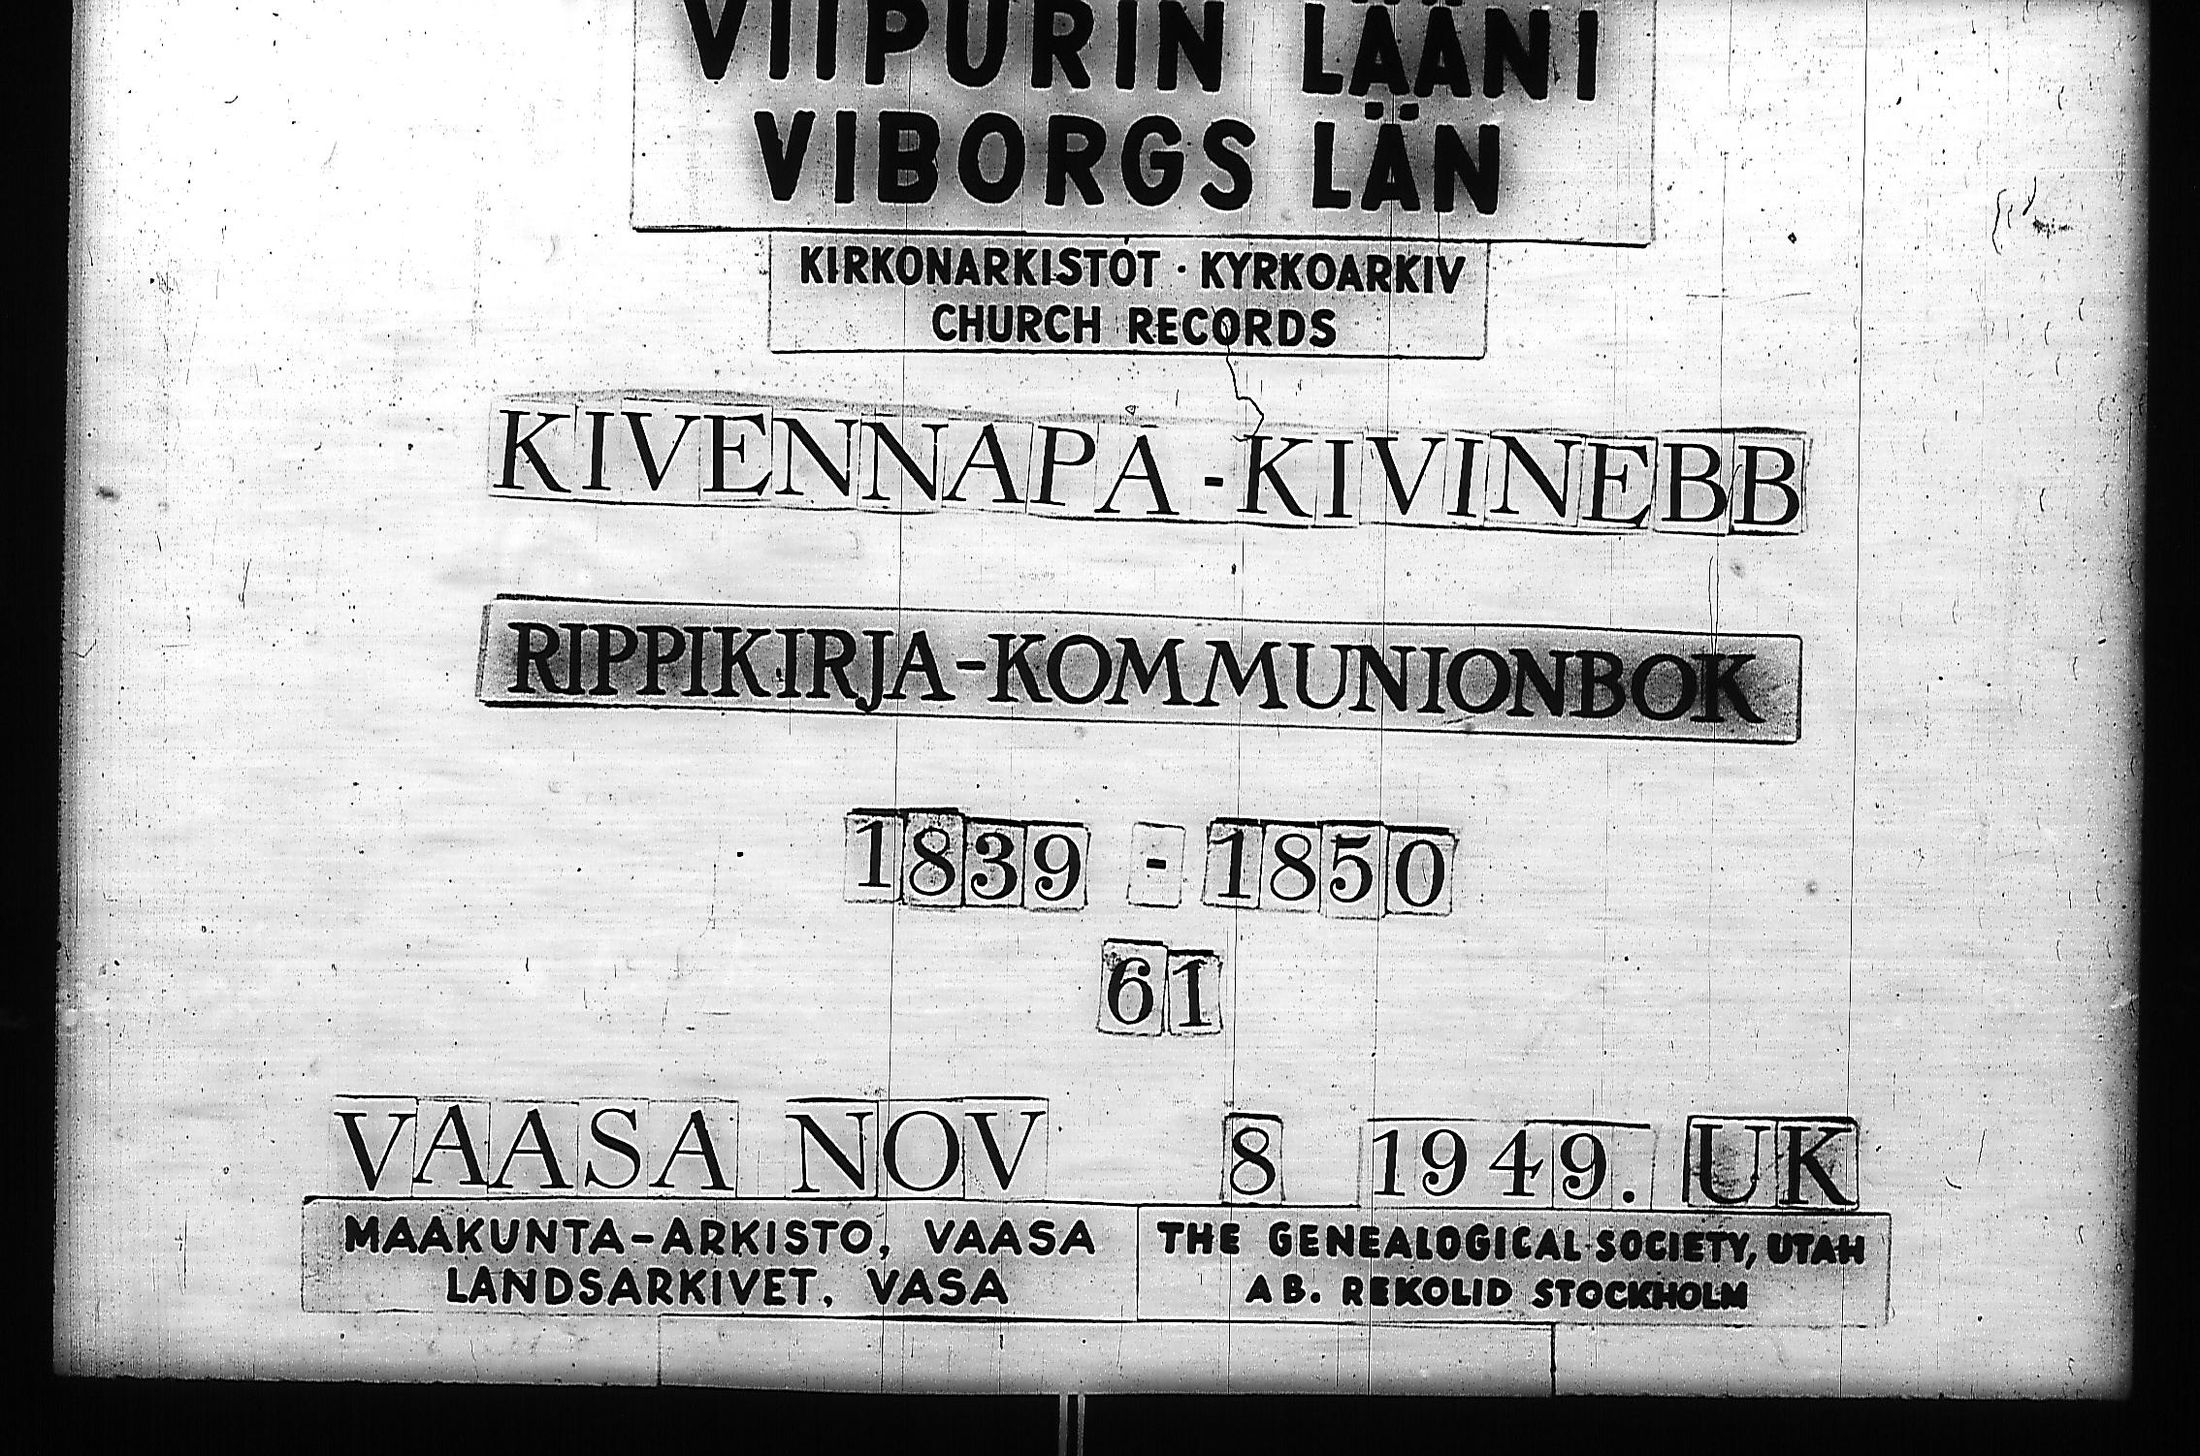 VIIPURIN LÄÄNI
VIBORGS LÄN
KIRKONARKISTOT · KYRKOARKIV
CHURCH RECORDS
KIVENNAPA - KIVINEBB
RIPPIKIRJA-KOMMUNIONBOK
1839 - 1850
61
VAASA NOV 8 1949. UK
MAAKUNTA-ARKISTO, VAASA
LANDSARKIVET, VASA
THE GENEALOGICAL SOCIETY, UTAH
AB. REKOLID STOCKHOLM